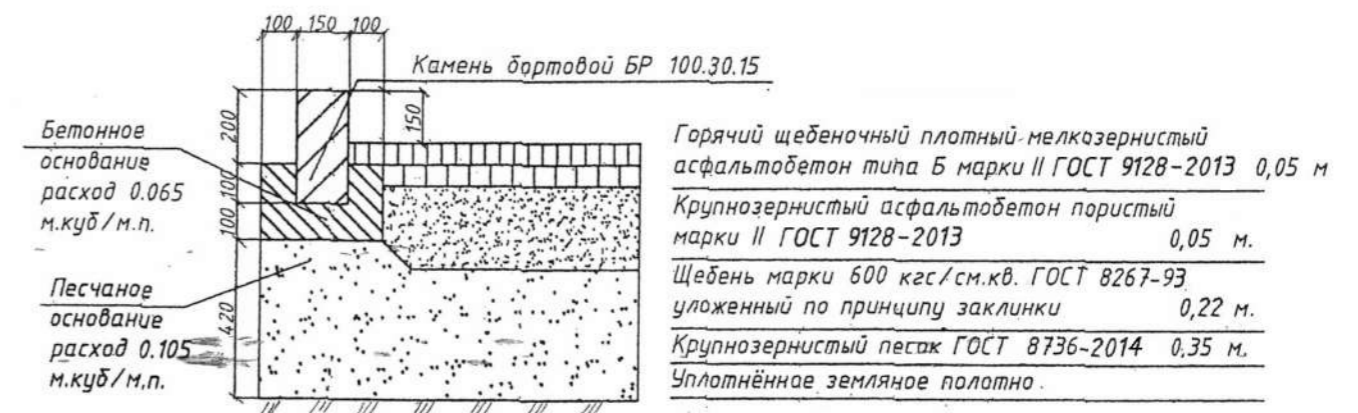 100 150 100
Камень бортовой БР 100.30.15
200
150
100
100
420
Бетонное
основание
расход 0.065
м.куб/м.п.
Песчаное
основание
расход 0.105
м.куб/м.п.
Горячий щебеночный плотный мелкозернистый
асфальтобетон типа Б марки II ГОСТ 9128-2013 0,05 м
Крупнозернистый асфальтобетон пористый
марки II ГОСТ 9128-2013 0,05 м.
Щебень марки 600 кгс/см.кв. ГОСТ 8267-93
уложенный по принципу заклинки 0,22 м.
Крупнозернистый песок ГОСТ 8736-2014 0,35 м.
Уплотнённое земляное полотно.